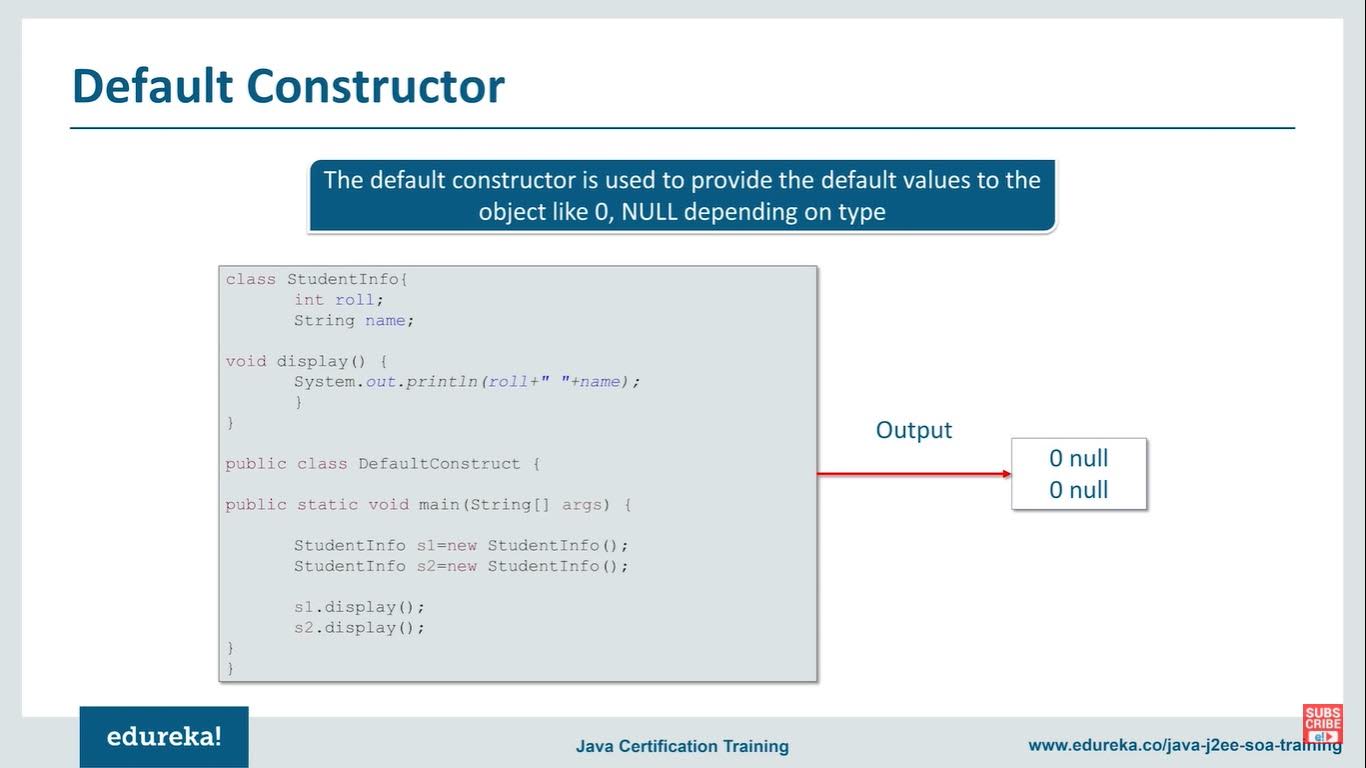 Default Constructor
The default constructor is used to provide the default values to the
object like 0, NULL depending on type
class StudentInfo{
int roll;
String name;
void display() {
System.out.println(roll+" "+name);
}
}
public class DefaultConstruct {
public static void main(String[] args) {
StudentInfo s1=new StudentInfo();
StudentInfo s2=new StudentInfo();
s1.display();
s2.display();
}
}
Output
0 null
0 null
edureka!
Java Certification Training
www.edureka.co/java-j2ee-soa-training
SUBS
CRIBE
e!